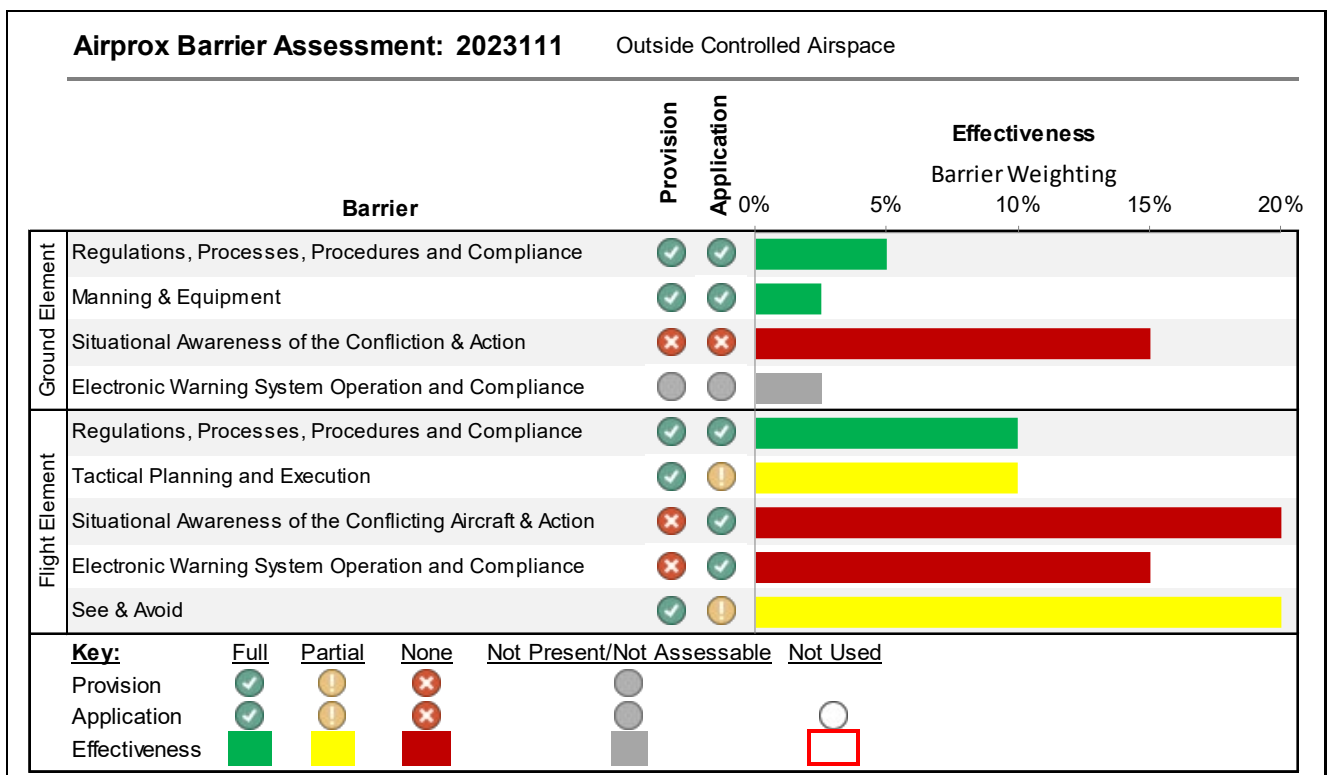 Airprox Barrier Assessment: 2023111 Outside Controlled Airspace
Barrier Provision Application Effectiveness
Barrier Weighting
0% 5% 10% 15% 20%
Ground Element
Regulations, Processes, Procedures and Compliance
Manning & Equipment
Situational Awareness of the Confliction & Action
Electronic Warning System Operation and Compliance
Flight Element
Regulations, Processes, Procedures and Compliance
Tactical Planning and Execution
Situational Awareness of the Conflicting Aircraft & Action
Electronic Warning System Operation and Compliance
See & Avoid
Key: Full Partial None Not Present/Not Assessable Not Used
Provision
Application
Effectiveness